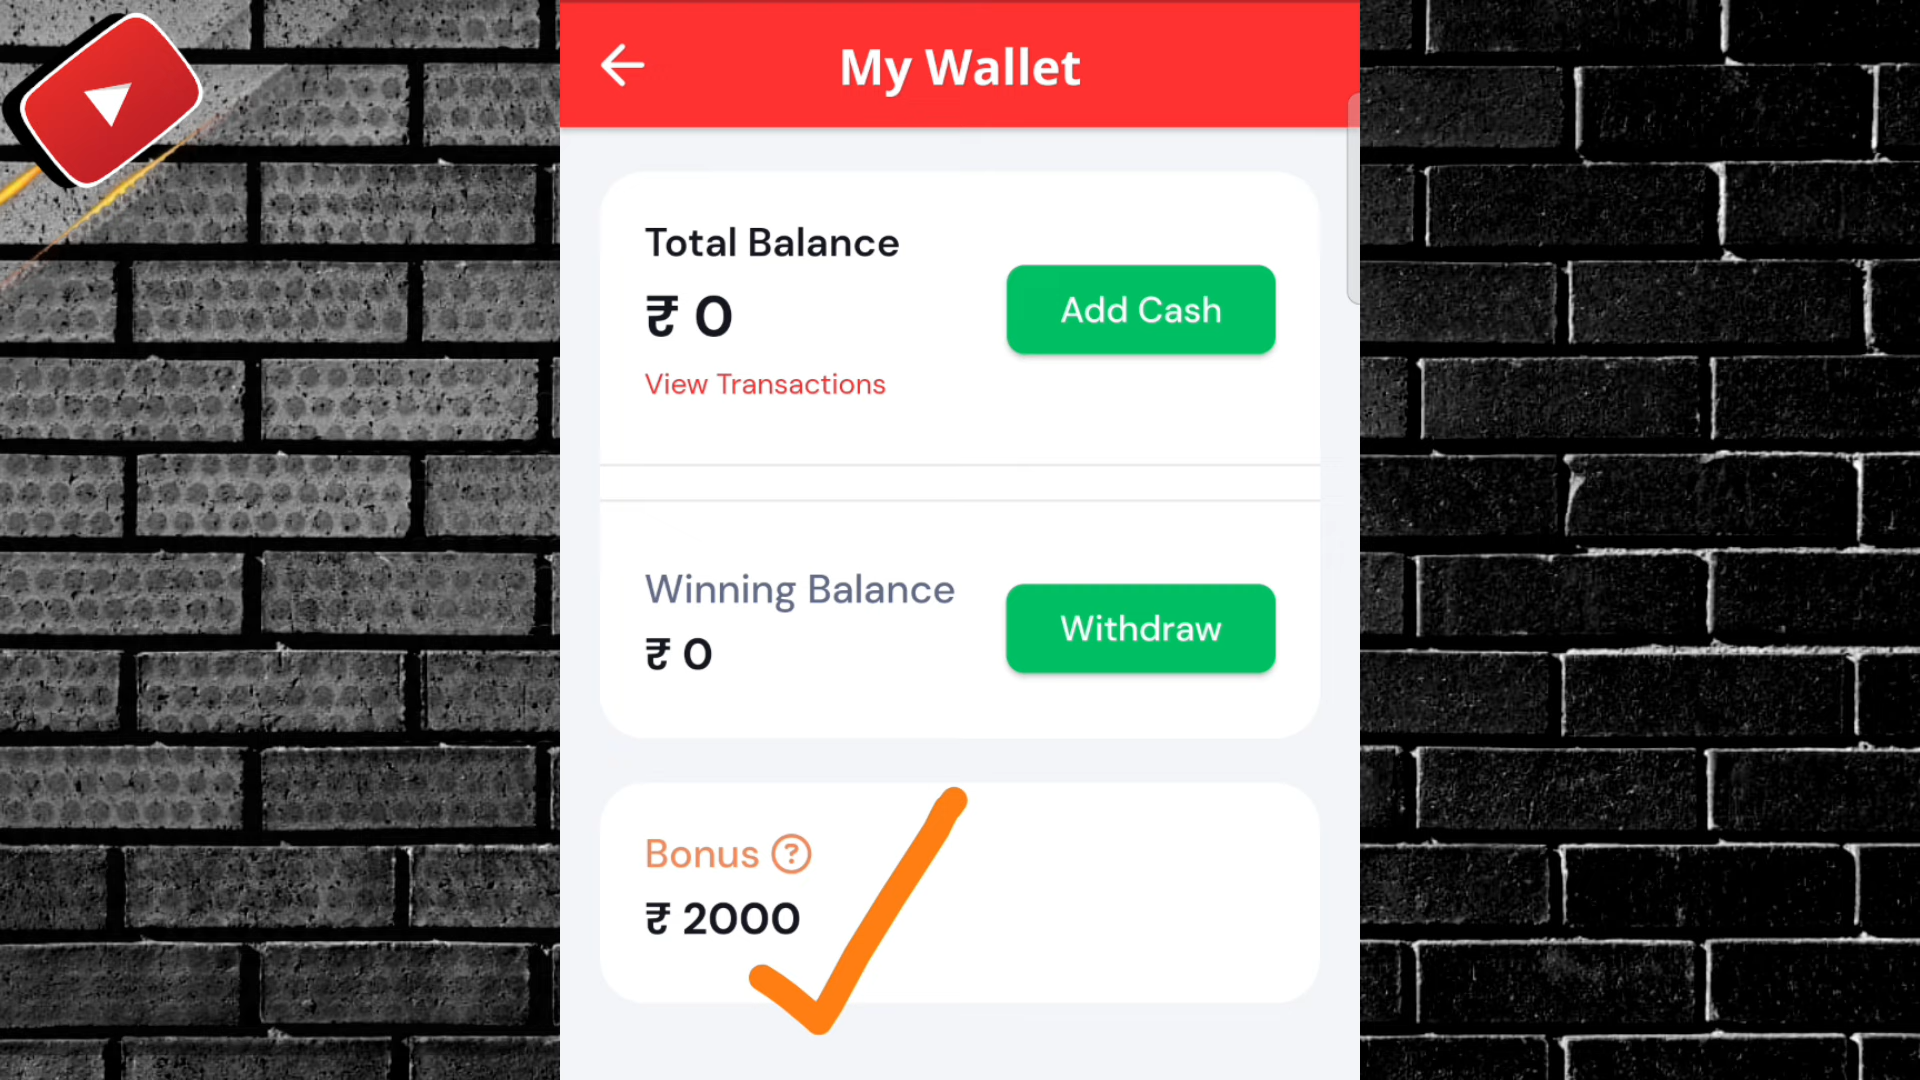 My Wallet
Total Balance
₹ 0
Add Cash
View Transactions
Winning Balance
₹ 0
Withdraw
Bonus ?
₹ 2000